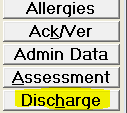 Allergies
Ack/Ver
Admin Data
Assessment
Discharge